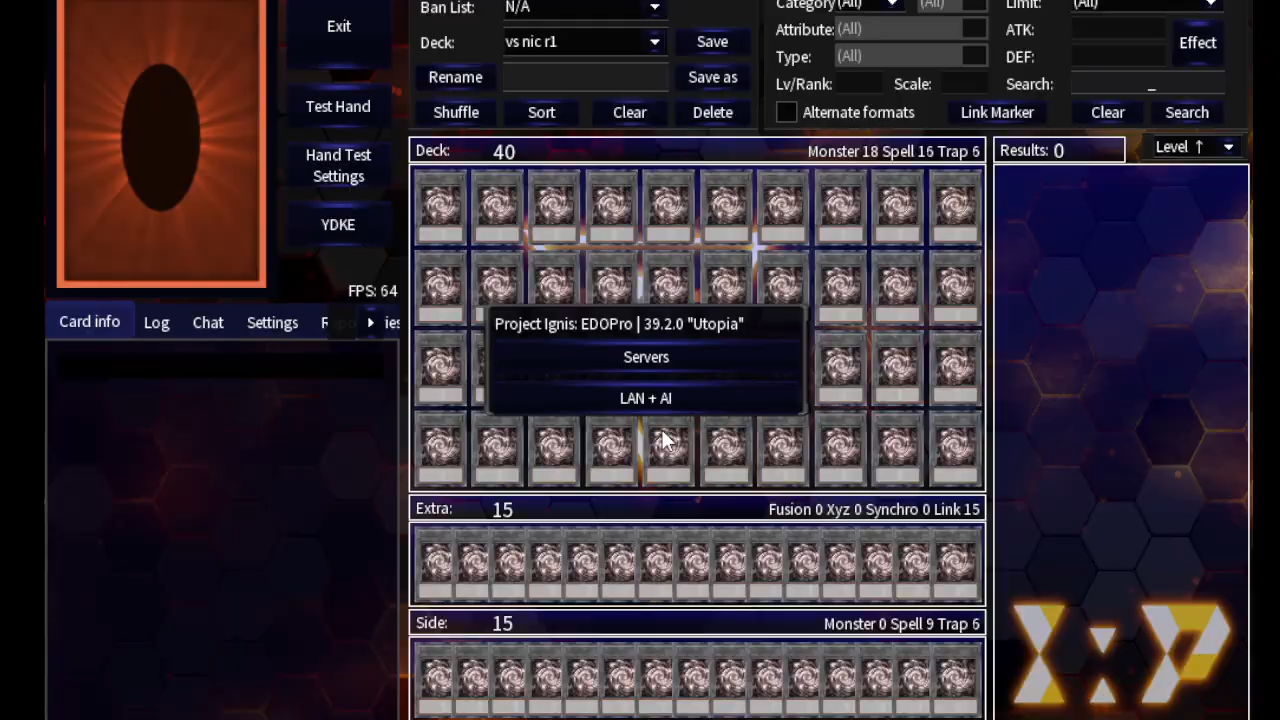 Exit
Test Hand
Hand Test
Settings
YDKE
FPS: 64
Card info Log Chat Settings
Ban List: N/A
Deck: vs nic r1 Save
Rename Save as
Shuffle Sort Clear Delete
Category (All) (All) Limit: (All)
Attribute: (All) ATK:
Type: (All) DEF: Effect
Lv/Rank: Scale: Search: _
Alternate formats Link Marker Clear Search
Deck: 40 Monster 18 Spell 16 Trap 6
Results: 0 Level ↑
Project Ignis: EDOPro | 39.2.0 "Utopia"
Servers
LAN + AI
Extra: 15 Fusion 0 Xyz 0 Synchro 0 Link 15
Side: 15 Monster 0 Spell 9 Trap 6
X:P